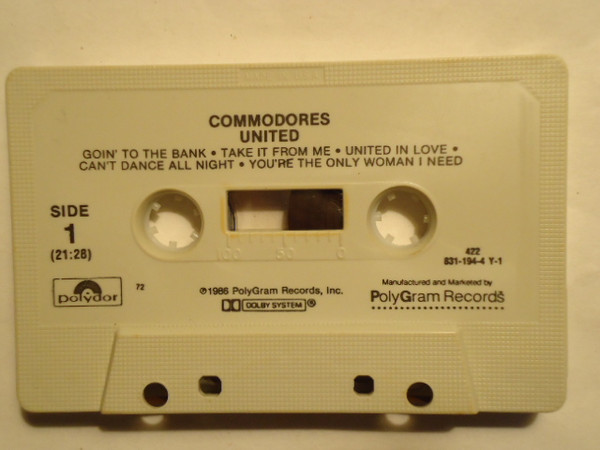 COMMODORES
UNITED
GOIN' TO THE BANK • TAKE IT FROM ME • UNITED IN LOVE •
CAN'T DANCE ALL NIGHT • YOU'RE THE ONLY WOMAN I NEED
SIDE
1
(21:28)
100 50 0
422
831-194-4 Y-1
polydor
72
℗1986 PolyGram Records, Inc.
DOLBY SYSTEM ®
Manufactured and Marketed by
PolyGram Records